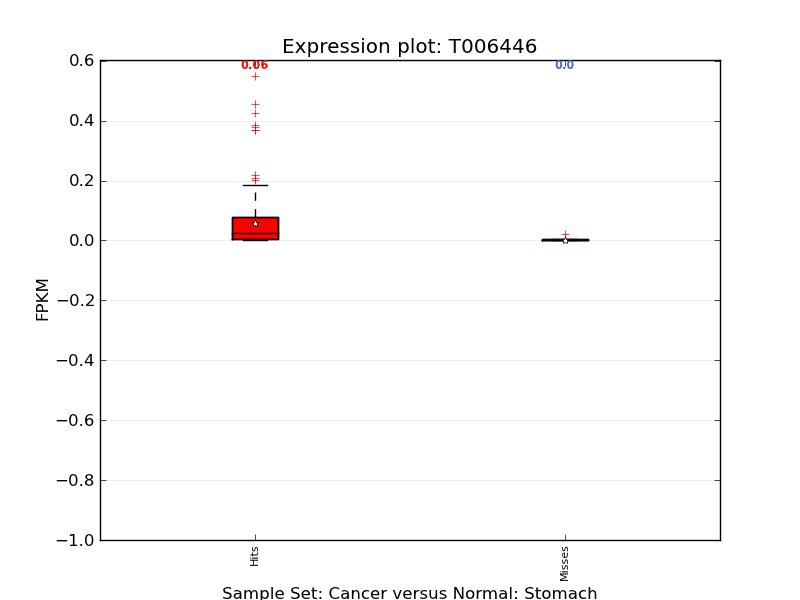 Expression plot: T006446
0.06
0.0
0.6
0.4
0.2
0.0
−0.2
−0.4
−0.6
−0.8
−1.0
FPKM
Hits
Misses
Sample Set: Cancer versus Normal: Stomach